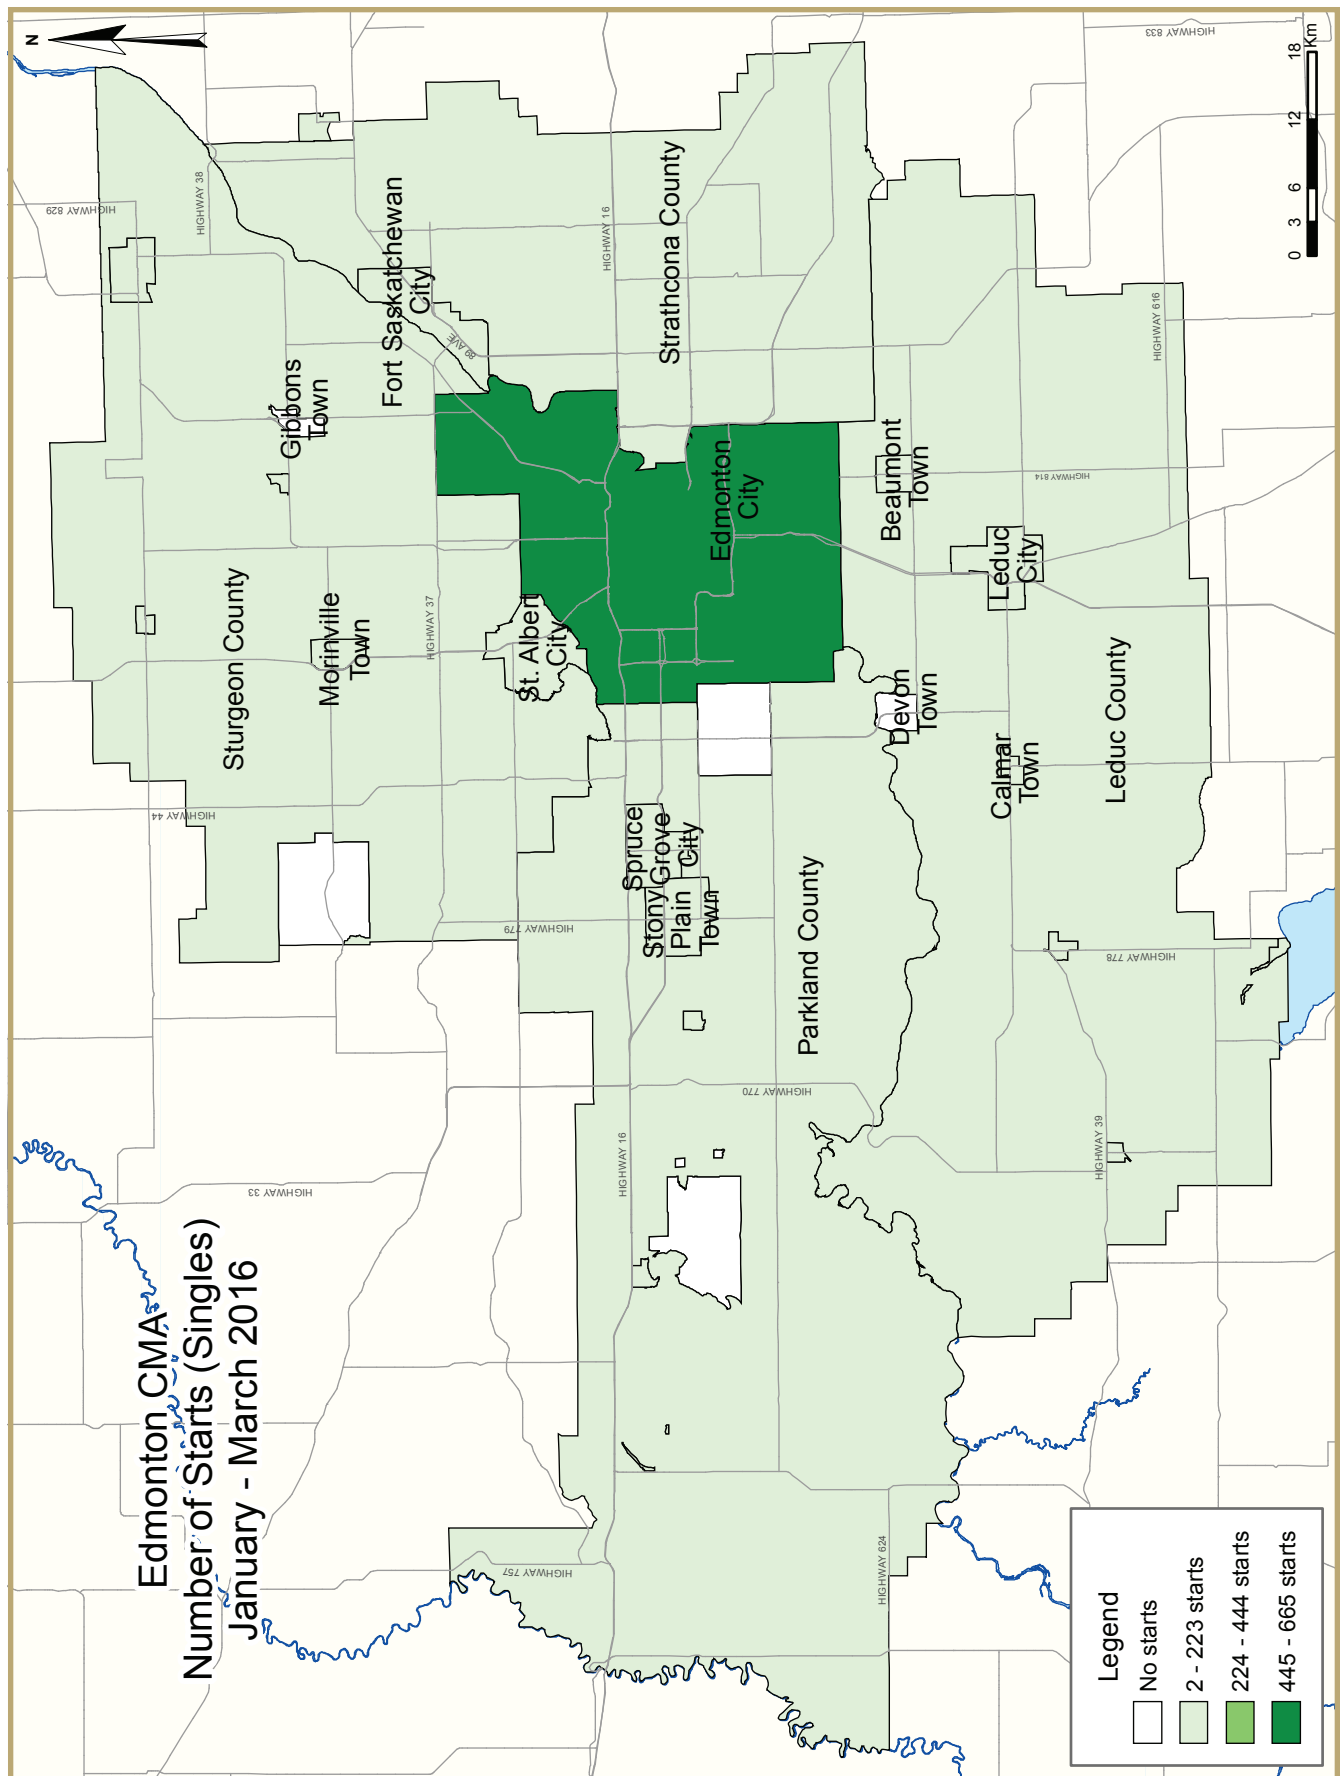 Edmonton CMA
Number of Starts (Singles)
January - March 2016
N
HIGHWAY 757
HIGHWAY 33
HIGHWAY 779
HIGHWAY 44
HIGHWAY 37
HIGHWAY 38
HIGHWAY 829
HIGHWAY 833
Sturgeon County
Morinville
Town
Gibbons
Town
Fort Saskatchewan
City
89 AVE
St. Albert
City
HIGHWAY 16
HIGHWAY 16
Strathcona County
Edmonton
City
Spruce
Grove
City
Stony
Plain
Town
Parkland County
HIGHWAY 770
HIGHWAY 624
Devon
Town
Beaumont
Town
HIGHWAY 814
Leduc
City
Calmar
Town
Leduc County
HIGHWAY 39
HIGHWAY 778
HIGHWAY 616
Legend
No starts
2 - 223 starts
224 - 444 starts
445 - 665 starts
0 3 6 12 18
Km